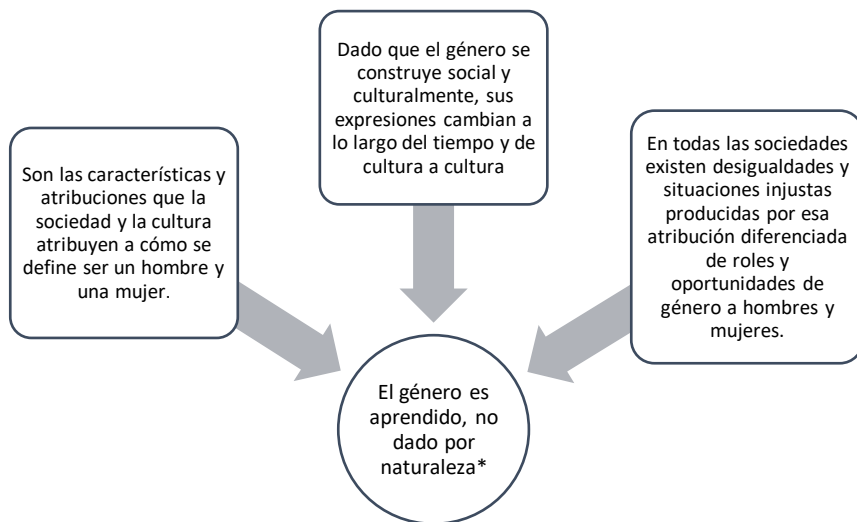 Son las características y
atribuciones que la
sociedad y la cultura
atribuyen a cómo se
define ser un hombre y
una mujer.
Dado que el género se
construye social y
culturalmente, sus
expresiones cambian a
lo largo del tiempo y de
cultura a cultura
En todas las sociedades
existen desigualdades y
situaciones injustas
producidas por esa
atribución diferenciada
de roles y
oportunidades de
género a hombres y
mujeres.
El género es
aprendido, no
dado por
naturaleza*